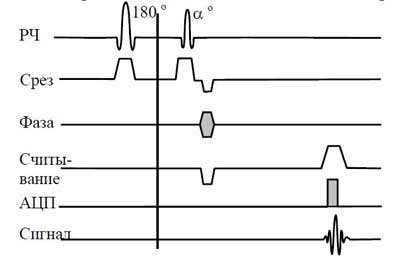 180 º α º
РЧ
Срез
Фаза
Считы-
вание
АЦП
Сигнал